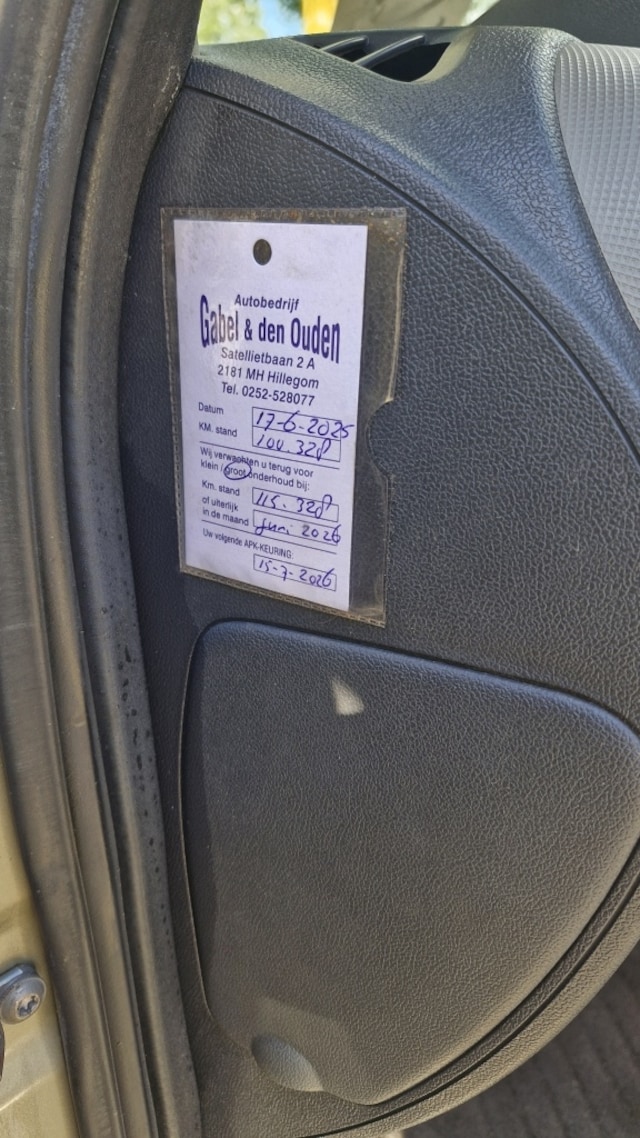 Autobedrijf
Gabel & den Ouden
Satellietbaan 2 A
2181 MH Hillegom
Tel. 0252-528077
Datum 17-6-2025
KM. stand 100.328
Wij verwachten u terug voor
klein / groot onderhoud bij:
Km. stand 115.328
of uiterlijk
in de maand juni 2026
Uw volgende APK-KEURING:
15-7-2026